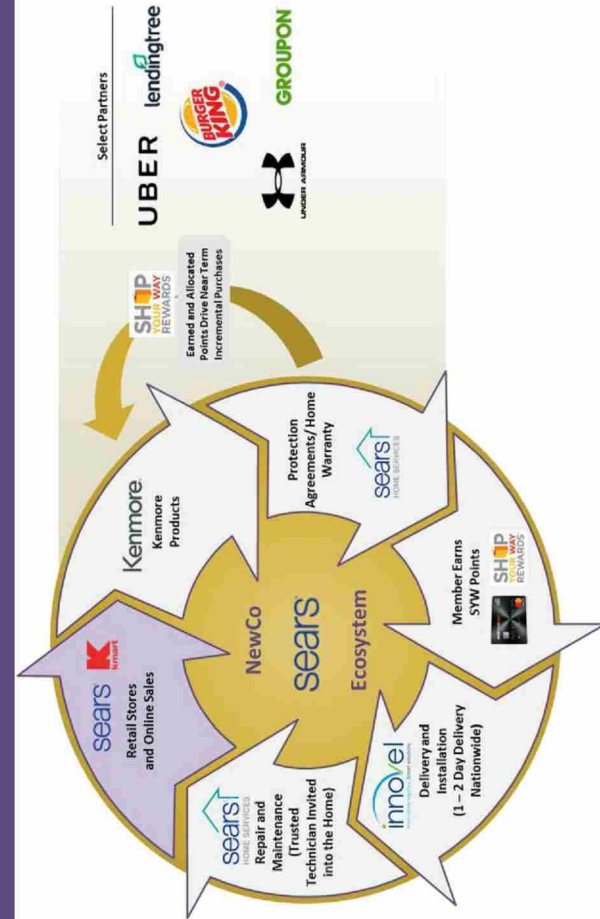 sears
kmart
Retail Stores
and Online Sales
Kenmore.
Kenmore
Products
Protection
Agreements/ Home
Warranty
sears
HOME SERVICES
Member Earns
SYW Points
SHOP
YOUR WAY
REWARDS
innovel
Delivery and
Installation
(1 – 2 Day Delivery
Nationwide)
sears
HOME SERVICES
Repair and
Maintenance
(Trusted
Technician Invited
into the Home)
NewCo
sears
Ecosystem
SHOP
YOUR WAY
REWARDS
Earned and Allocated
Points Drive Near Term
Incremental Purchases
Select Partners
UBER
lendingtree
BURGER
KING
UNDER ARMOUR
GROUPON